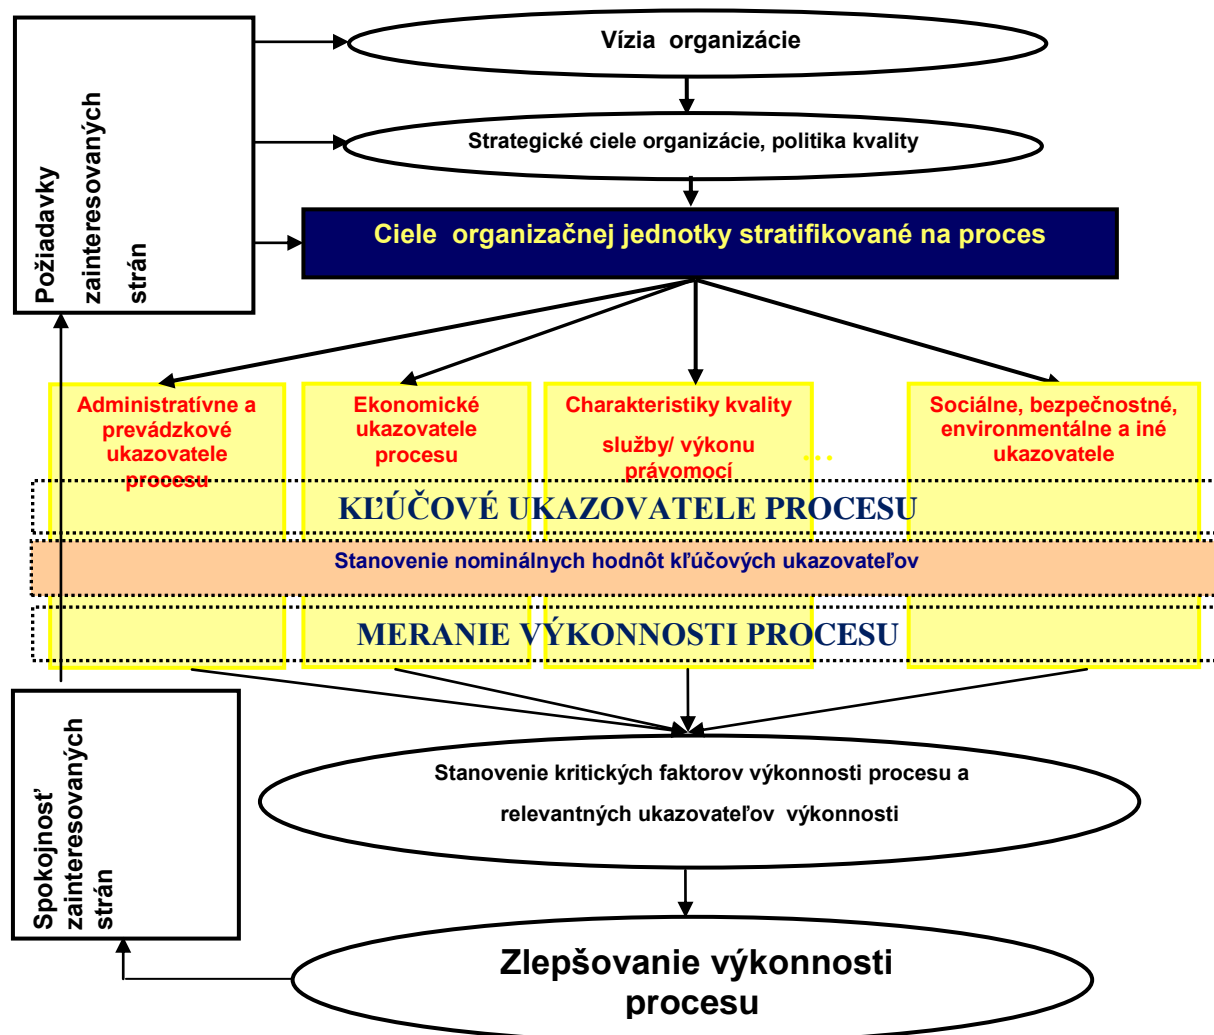 Požiadavky
zainteresovaných
strán
Vízia organizácie
Strategické ciele organizácie, politika kvality
Ciele organizačnej jednotky stratifikované na proces
Administratívne a
prevádzkové
ukazovatele
procesu
Ekonomické
ukazovatele
procesu
Charakteristiky kvality
služby/ výkonu
právomocí
...
Sociálne, bezpečnostné,
environmentálne a iné
ukazovatele
KĽÚČOVÉ UKAZOVATELE PROCESU
Stanovenie nominálnych hodnôt kľúčových ukazovateľov
MERANIE VÝKONNOSTI PROCESU
Spokojnosť
zainteresovaných
strán
Stanovenie kritických faktorov výkonnosti procesu a
relevantných ukazovateľov výkonnosti
Zlepšovanie výkonnosti
procesu